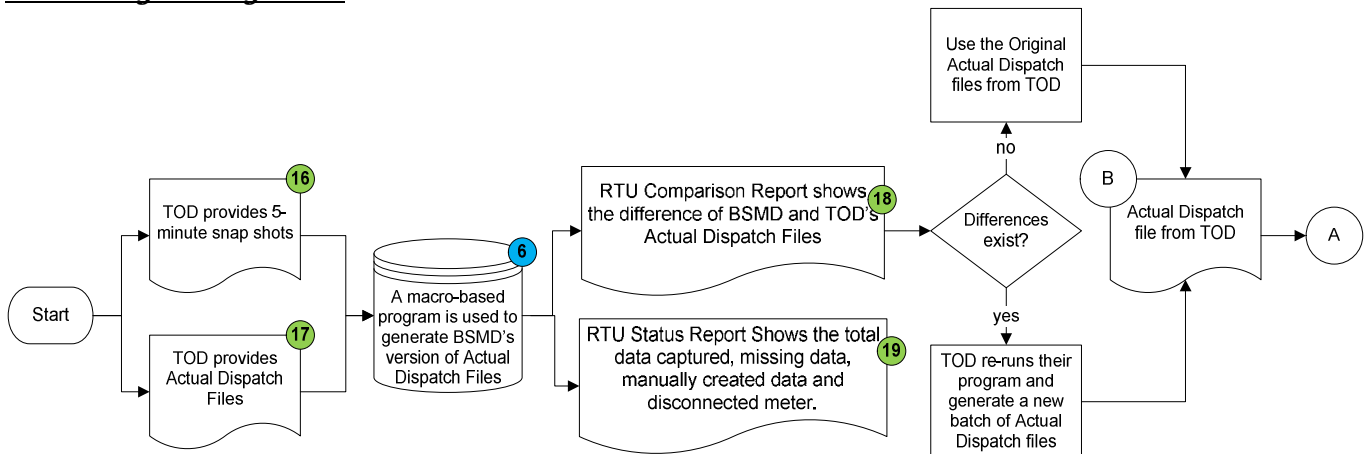 Start
16
TOD provides 5-
minute snap shots
17
TOD provides
Actual Dispatch
Files
6
A macro-based
program is used to
generate BSMD's
version of Actual
Dispatch Files
18
RTU Comparison Report shows
the difference of BSMD and TOD's
Actual Dispatch Files
19
RTU Status Report Shows the total
data captured, missing data,
manually created data and
disconnected meter.
Differences
exist?
no
Use the Original
Actual Dispatch
files from TOD
yes
TOD re-runs their
program and
generate a new
batch of Actual
Dispatch files
B
Actual Dispatch
file from TOD
A